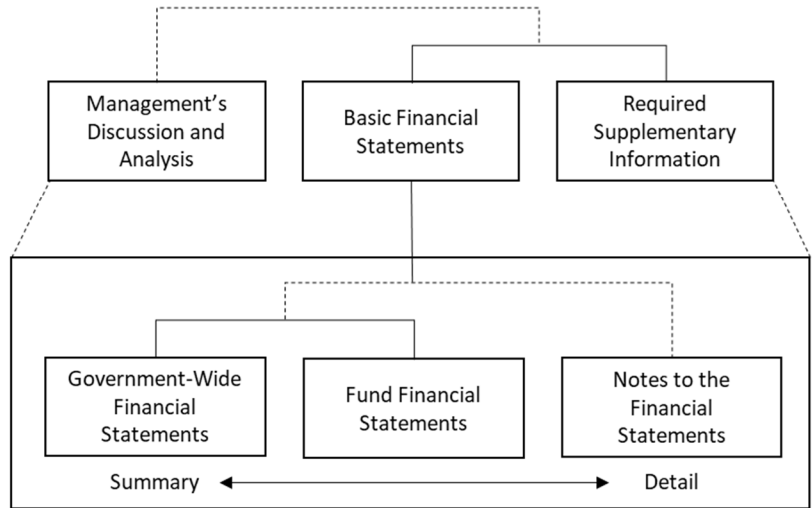 Management’s
Discussion and
Analysis
Basic Financial
Statements
Required
Supplementary
Information
Government-Wide
Financial
Statements
Fund Financial
Statements
Notes to the
Financial
Statements
Summary
Detail